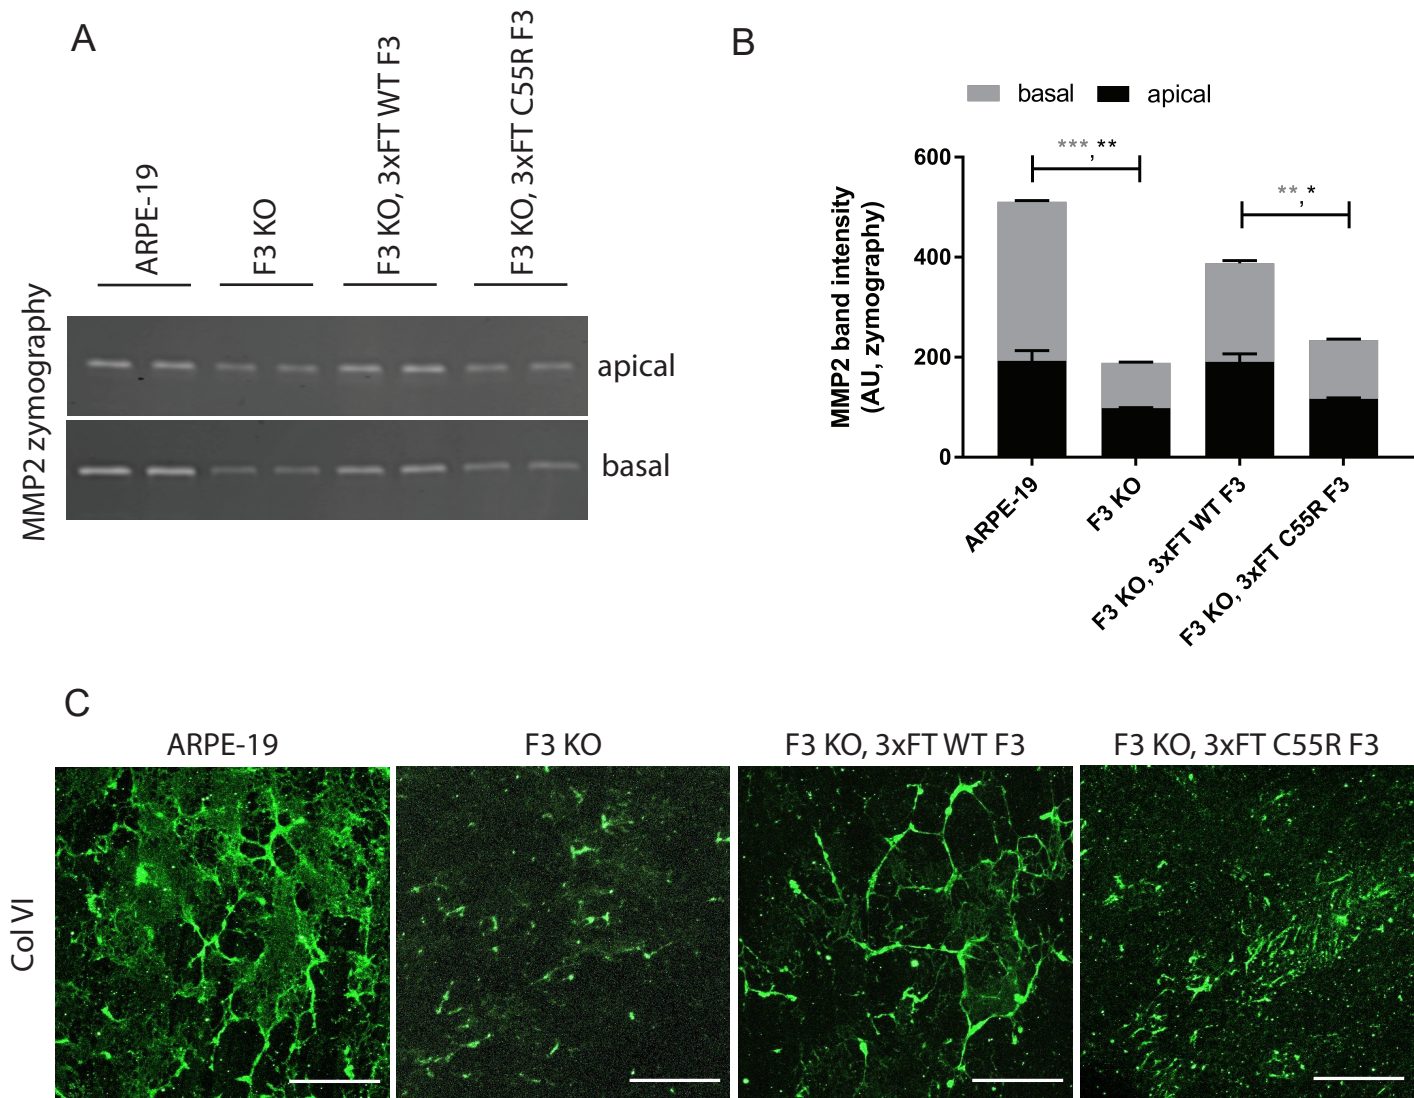 A
ARPE-19
F3 KO
F3 KO, 3xFT WT F3
F3 KO, 3xFT C55R F3
MMP2 zymography
apical
basal
B
basal apical
***, **
**, *
MMP2 band intensity
(AU, zymography)
600
400
200
0
ARPE-19
F3 KO
F3 KO, 3xFT WT F3
F3 KO, 3xFT C55R F3
C
ARPE-19
F3 KO
F3 KO, 3xFT WT F3
F3 KO, 3xFT C55R F3
Col VI